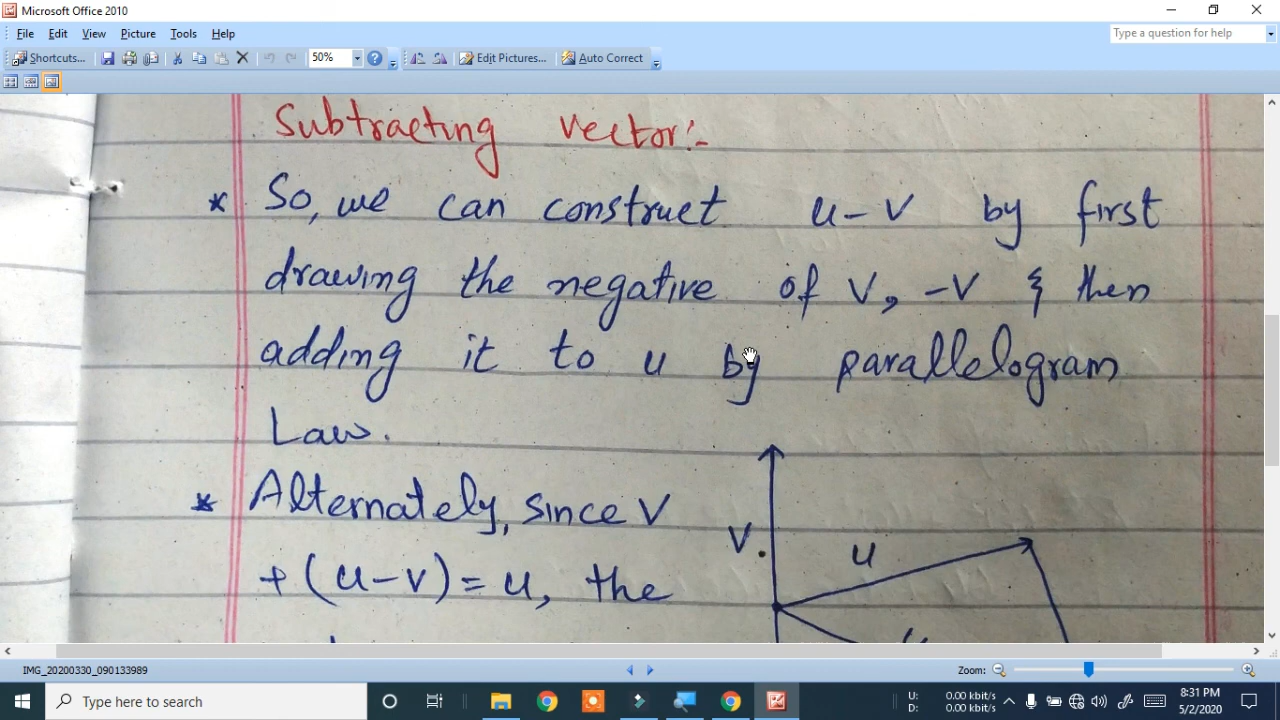 Microsoft Office 2010
File Edit View Picture Tools Help
Type a question for help
Shortcuts... 50% Edit Pictures... Auto Correct
Subtracting vector:-
* So, we can construct u-v by first
drawing the negative of v, -v & then
adding it to u by parallelogram
Law.
* Alternately, since v
+ (u-v) = u, the
v.
u
IMG_20200330_090133989
Zoom:
Type here to search
U: 0.00 kbit/s
D: 0.00 kbit/s
8:31 PM
5/2/2020